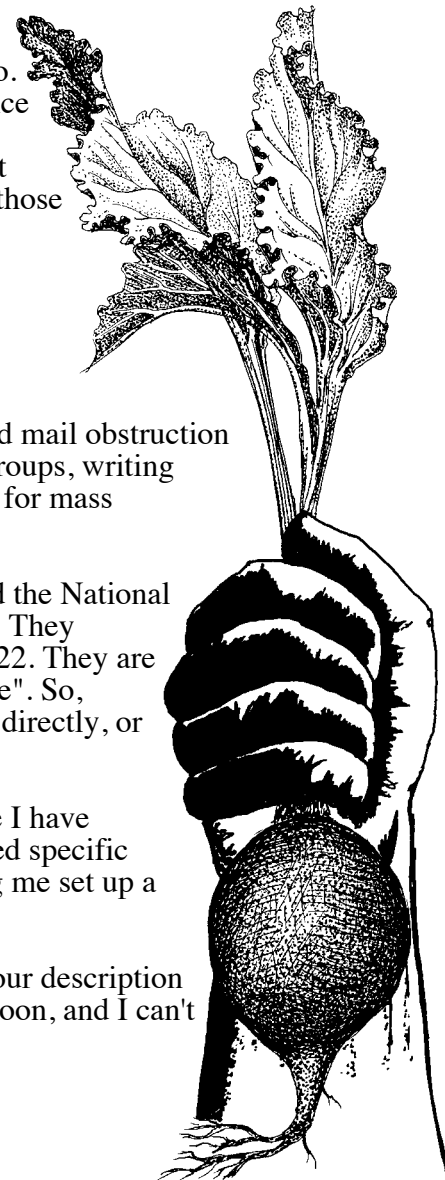 o.
ce
t
those
d mail obstruction
roups, writing
for mass
d the National
They
22. They are
e". So,
directly, or
e I have
ed specific
g me set up a
our description
oon, and I can't